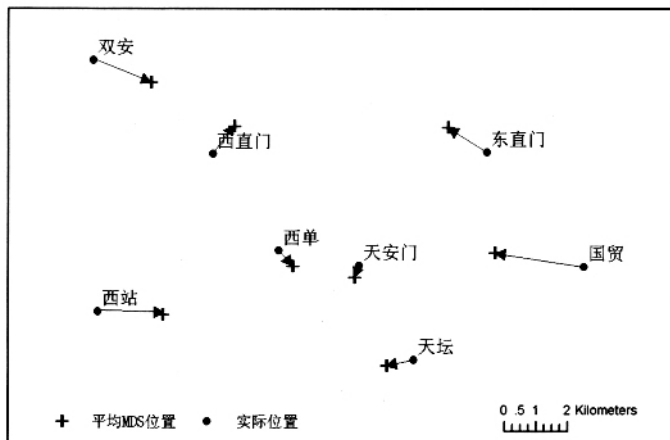 双安
西直门
东直门
西单
天安门
国贸
西站
天坛
0 .5 1 2 Kilometers
平均MDS位置 实际位置